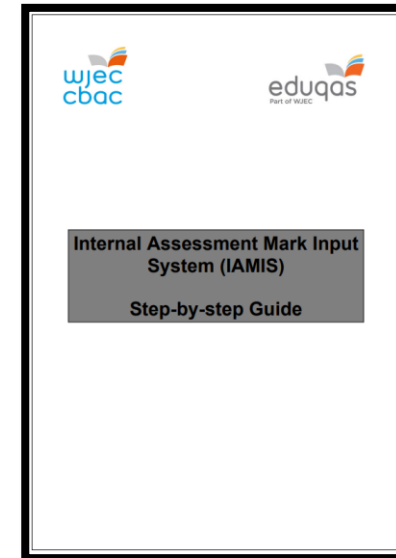 wjec
cbac
eduqas
Part of WJEC
Internal Assessment Mark Input
System (IAMIS)
Step-by-step Guide